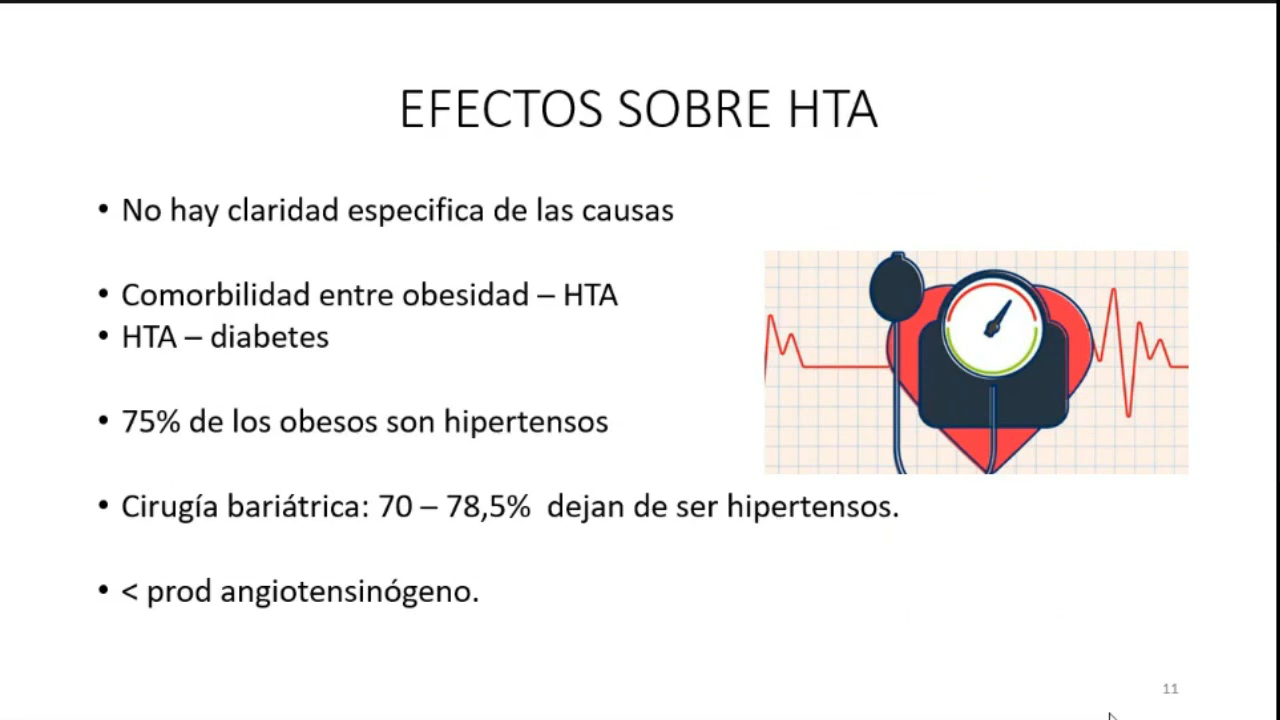 EFECTOS SOBRE HTA
• No hay claridad especifica de las causas
• Comorbilidad entre obesidad – HTA
• HTA – diabetes
• 75% de los obesos son hipertensos
• Cirugía bariátrica: 70 – 78,5%  dejan de ser hipertensos.
• < prod angiotensinógeno.
11